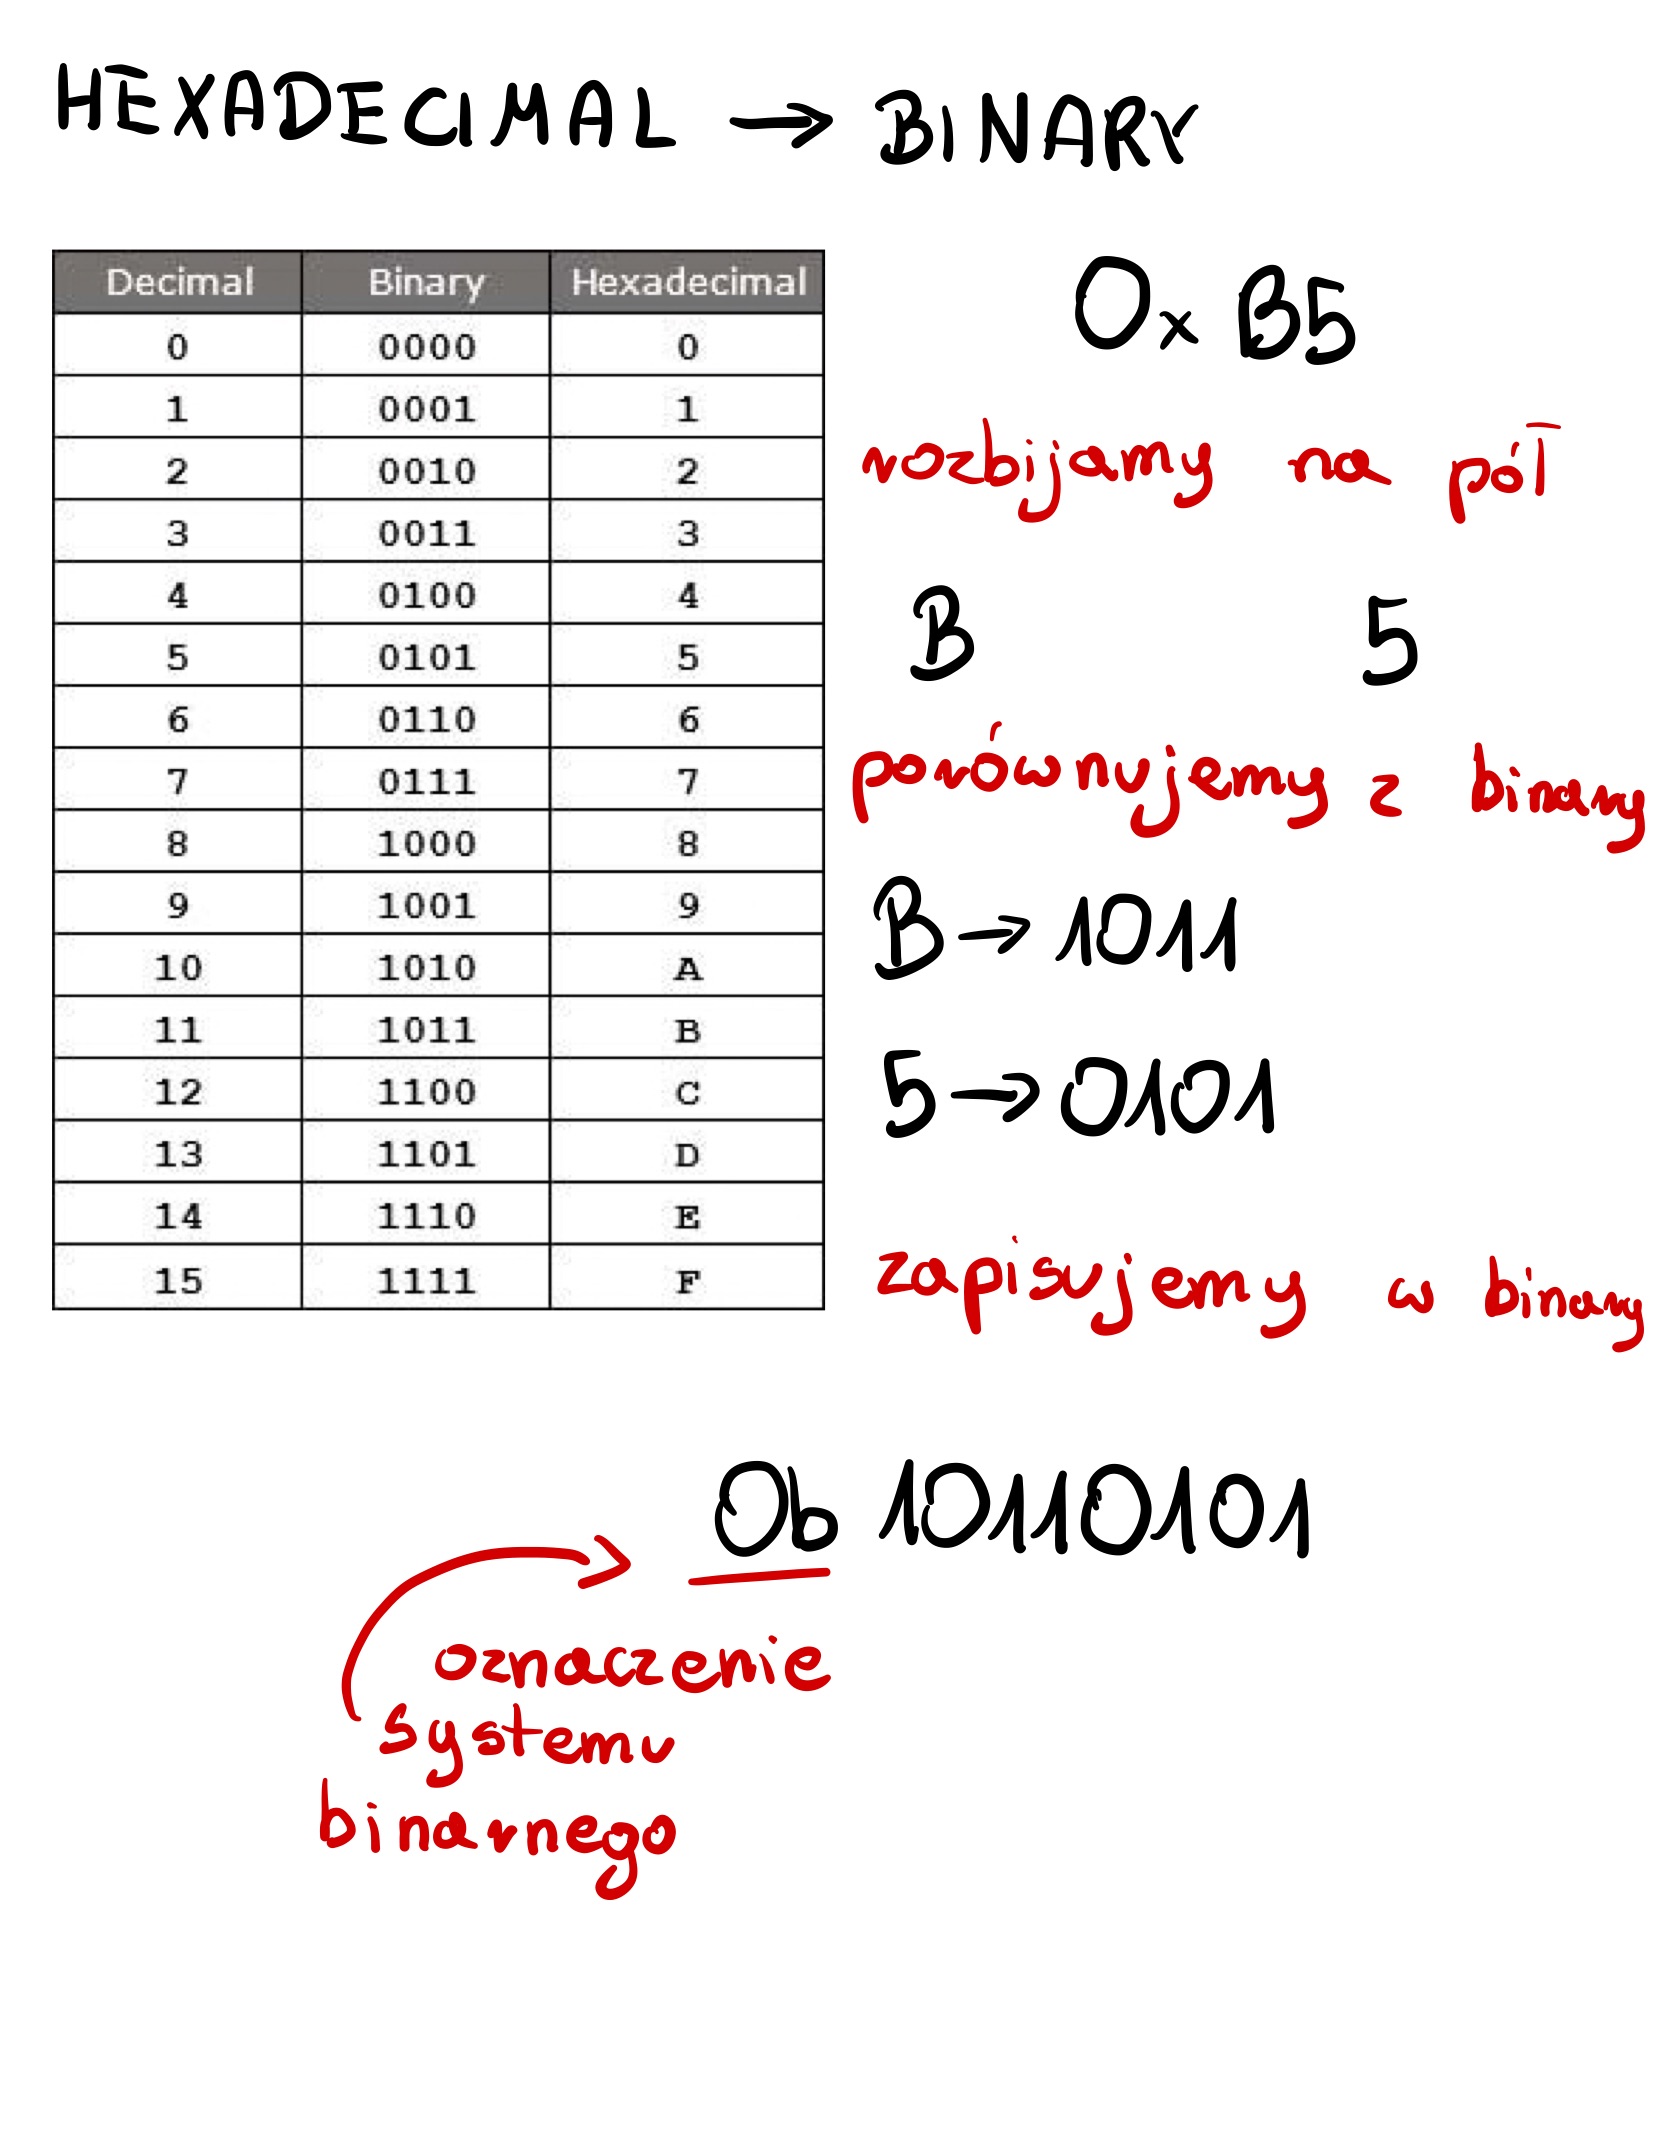 HEXADECIMAL → BINARY
Decimal Binary Hexadecimal
0 0000 0
1 0001 1
2 0010 2
3 0011 3
4 0100 4
5 0101 5
6 0110 6
7 0111 7
8 1000 8
9 1001 9
10 1010 A
11 1011 B
12 1100 C
13 1101 D
14 1110 E
15 1111 F
0x B5
rozbijamy na pół
B 5
porównujemy z binary
B → 1011
5 → 0101
zapisujemy w binary
0b 10110101
oznaczenie
systemu
binarnego